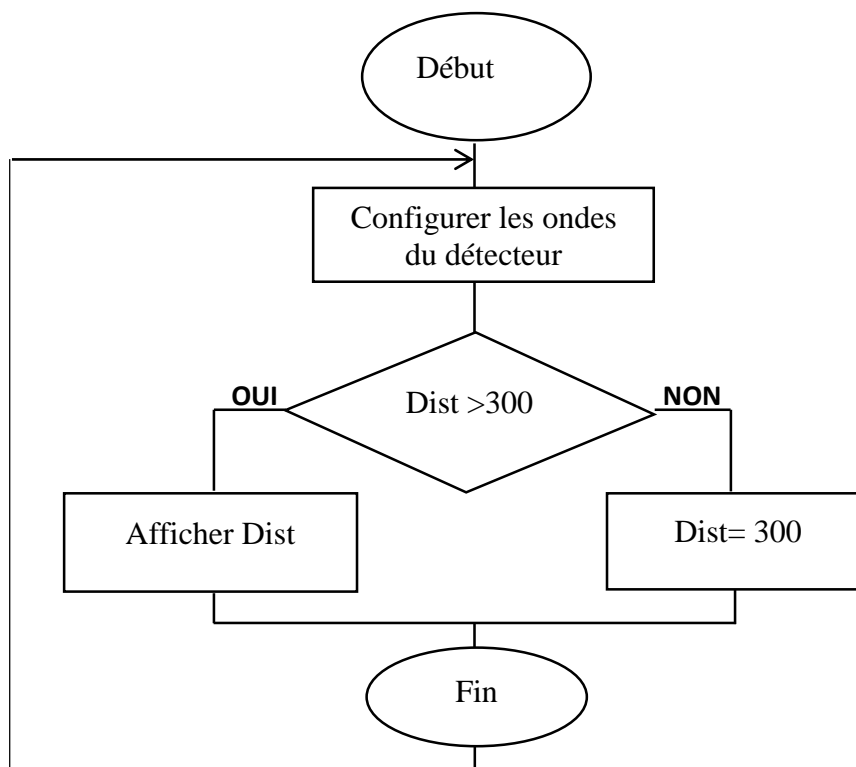 Début
Configurer les ondes
du détecteur
OUI
Dist >300
NON
Afficher Dist
Dist= 300
Fin